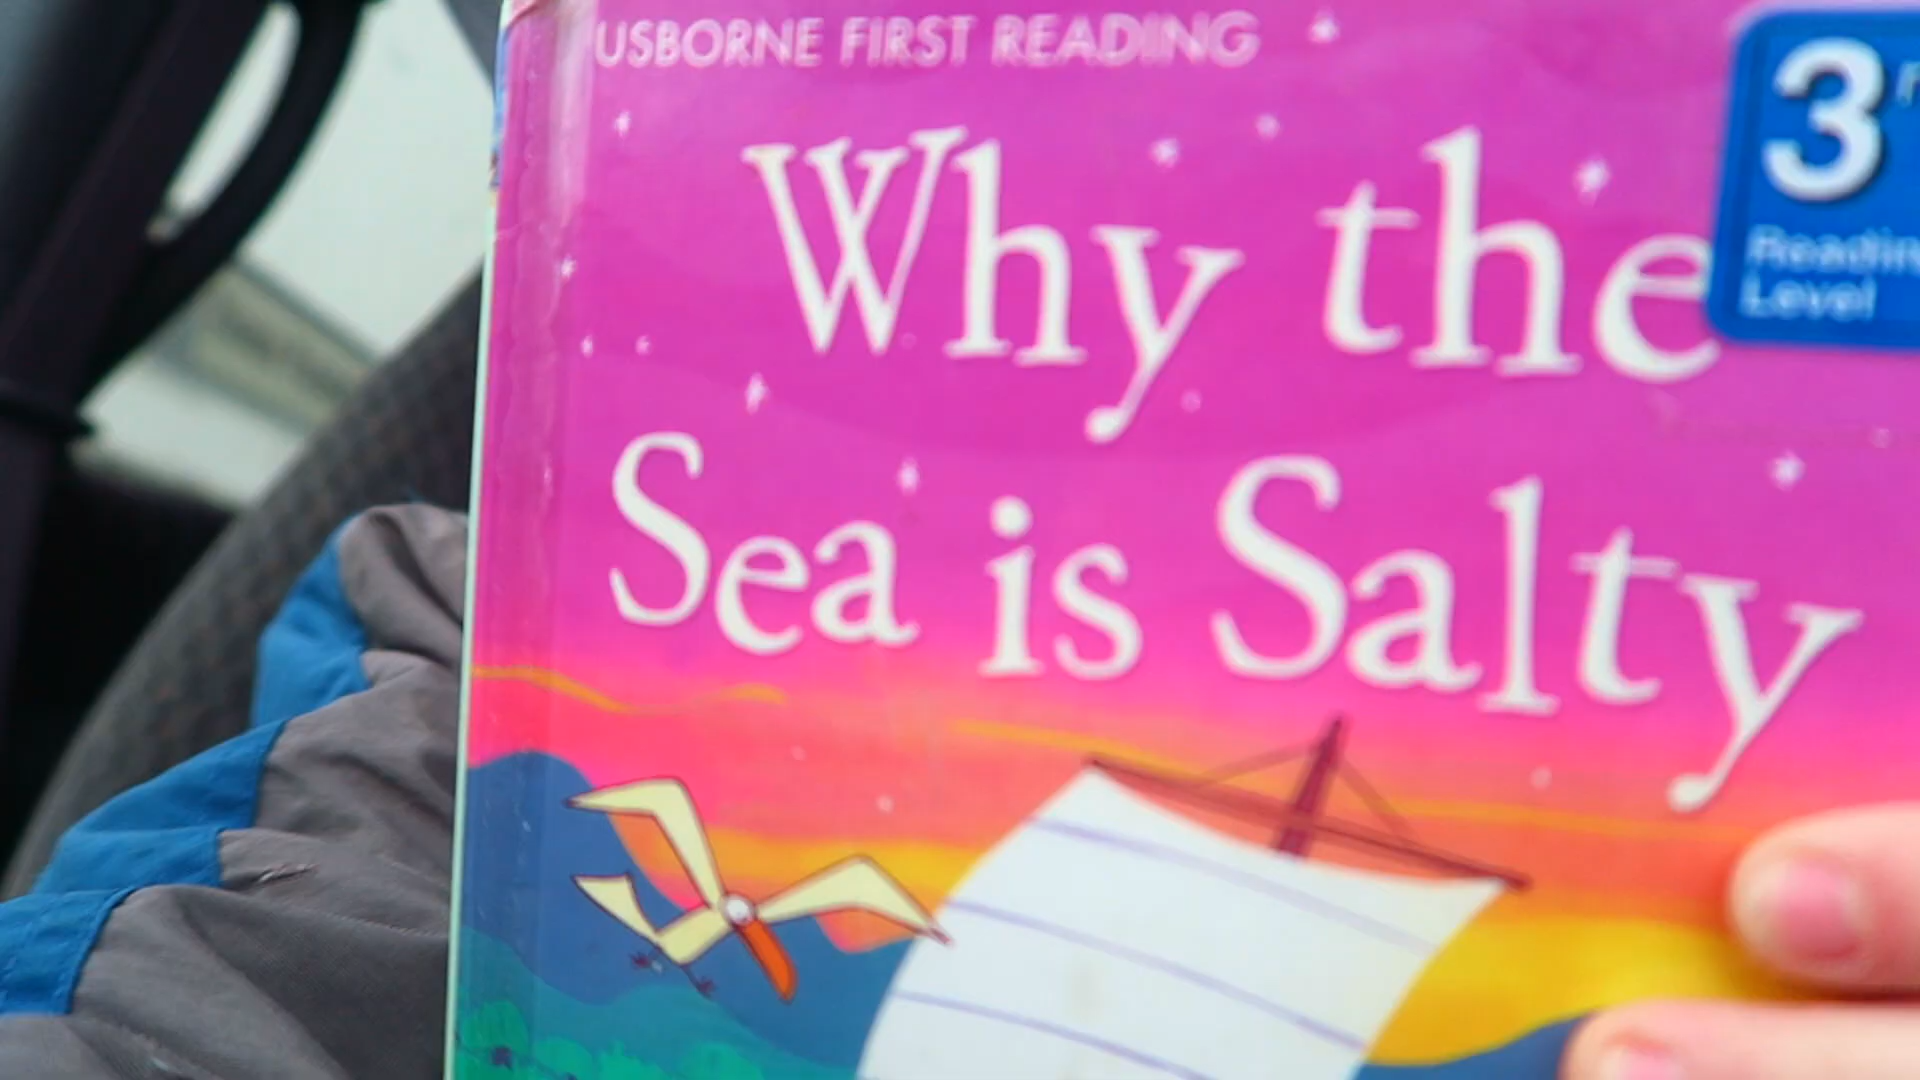 USBORNE FIRST READING
3
Reading
Level
Why the
Sea is Salty